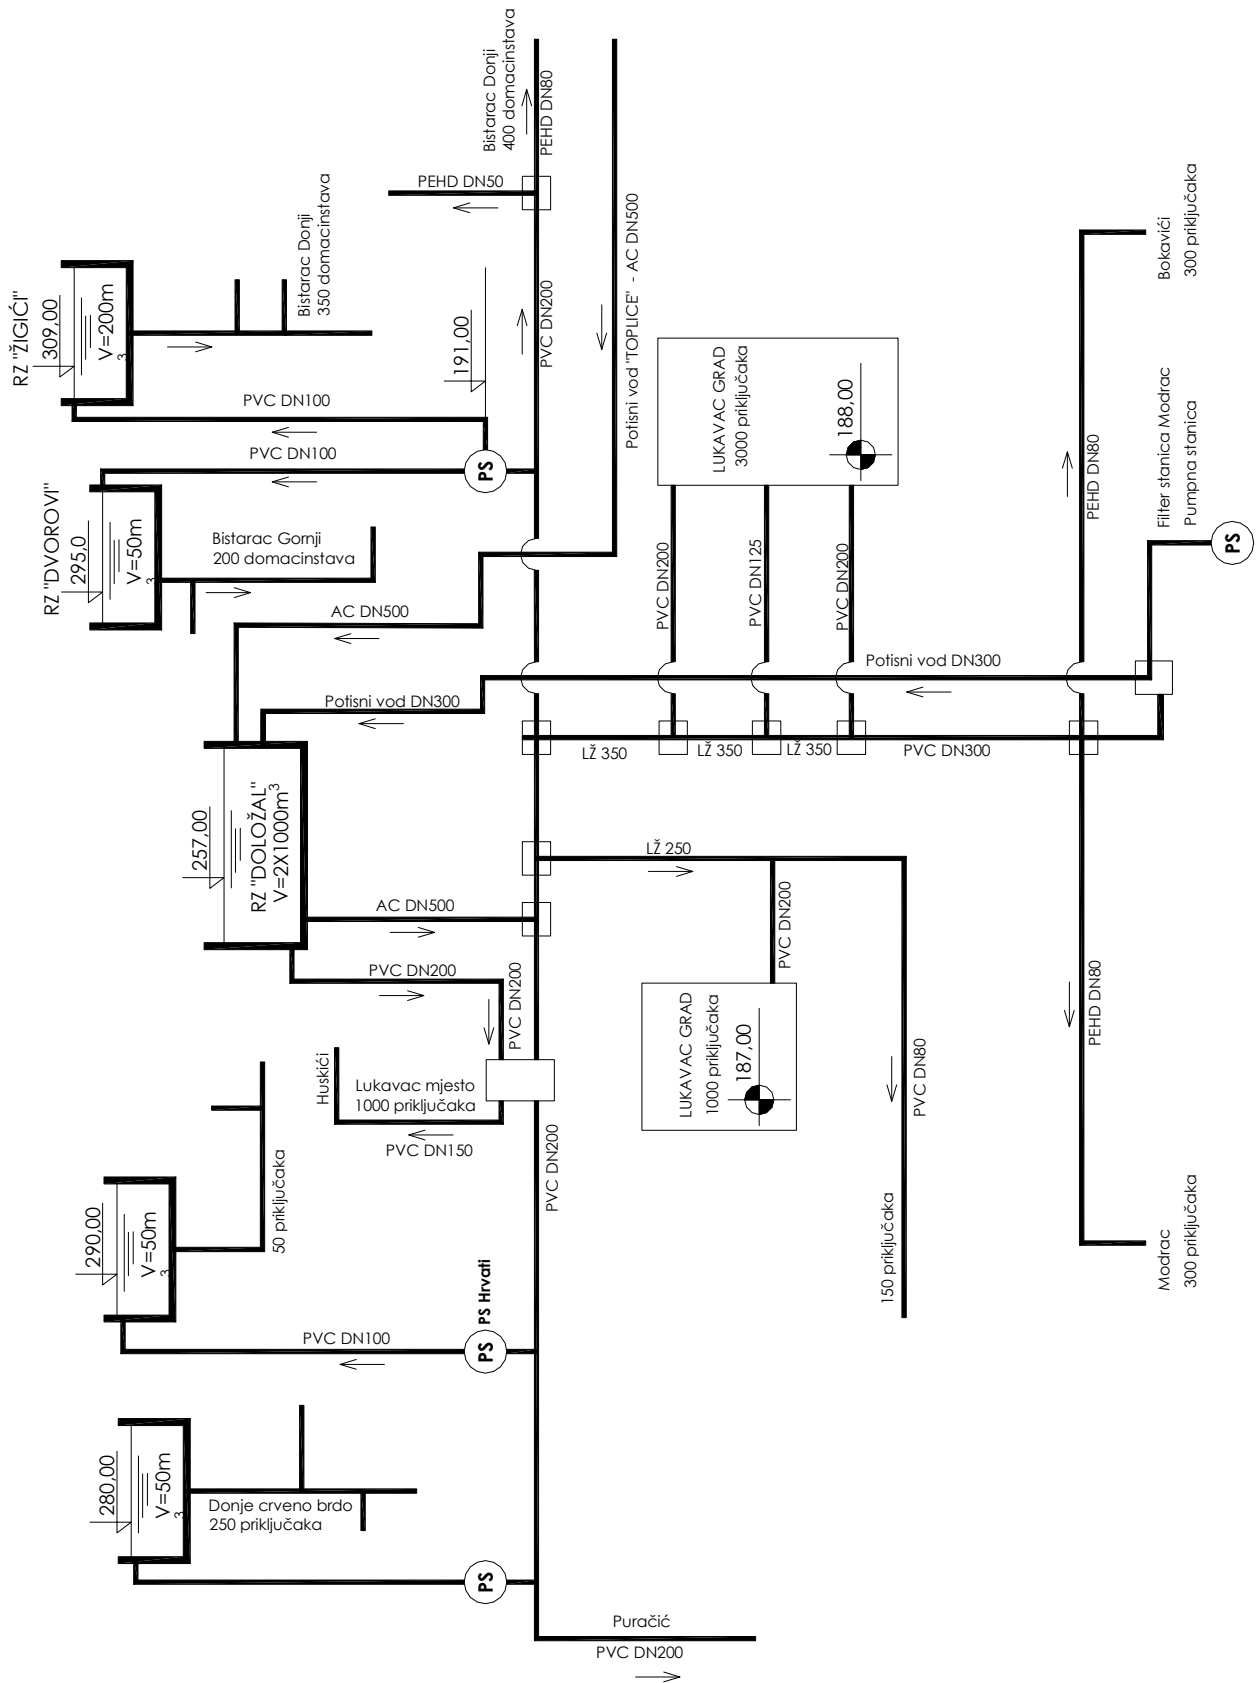 Bistarac Donji
400 domacinstava
PEHD DN80
PEHD DN50
RZ "ŽIGIĆI"
309,00
V=200m
3
Bistarac Donji
350 domacinstava
191,00
PVC DN200
Potisni vod "TOPLICE" - AC DN500
PVC DN100
PVC DN100
PS
RZ "DVOROVI"
295,0
V=50m
3
Bistarac Gornji
200 domacinstava
AC DN500
LUKAVAC GRAD
3000 priključaka
188,00
PVC DN200
PVC DN125
PVC DN200
Bokavići
300 priključaka
PEHD DN80
Filter stanica Modrac
Pumpna stanica
PS
Potisni vod DN300
Potisni vod DN300
LŽ 350
LŽ 350
LŽ 350
PVC DN300
257,00
RZ "DOLOŽAL"
V=2X1000m3
AC DN500
PVC DN200
PVC DN200
LŽ 250
PVC DN200
LUKAVAC GRAD
1000 priključaka
187,00
PVC DN80
150 priključaka
PEHD DN80
Modrac
300 priključaka
Huskići
Lukavac mjesto
1000 priključaka
PVC DN150
PVC DN200
50 priključaka
290,00
V=50m
3
PS Hrvati
PS
PVC DN100
280,00
V=50m
3
Donje crveno brdo
250 priključaka
PS
Puračić
PVC DN200